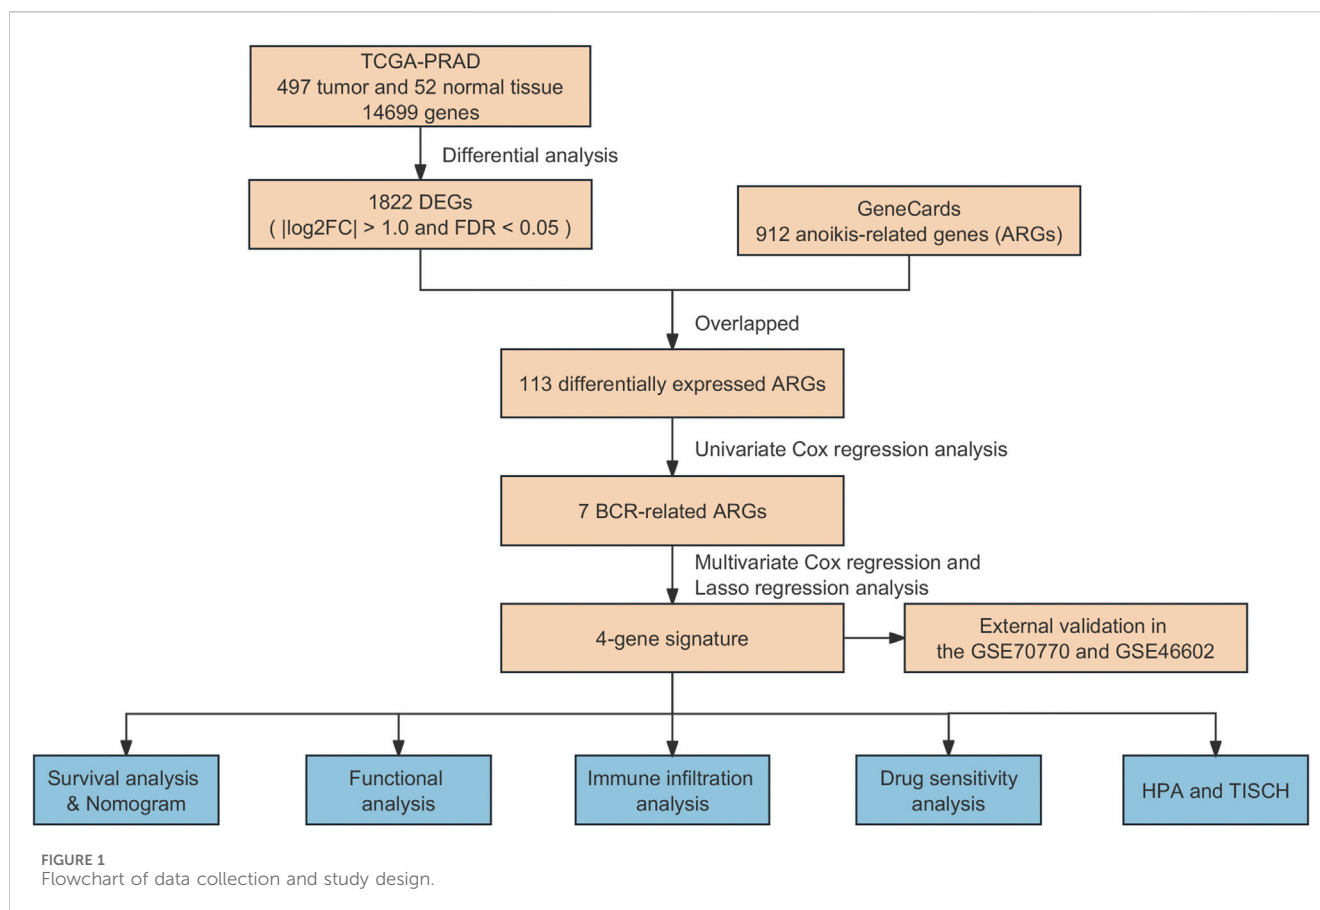 TCGA-PRAD
497 tumor and 52 normal tissue
14699 genes
Differential analysis
1822 DEGs
( |log2FC| > 1.0 and FDR < 0.05 )
GeneCards
912 anoikis-related genes (ARGs)
Overlapped
113 differentially expressed ARGs
Univariate Cox regression analysis
7 BCR-related ARGs
Multivariate Cox regression and
Lasso regression analysis
4-gene signature
External validation in
the GSE70770 and GSE46602
Survival analysis
& Nomogram
Functional
analysis
Immune infiltration
analysis
Drug sensitivity
analysis
HPA and TISCH
FIGURE 1
Flowchart of data collection and study design.